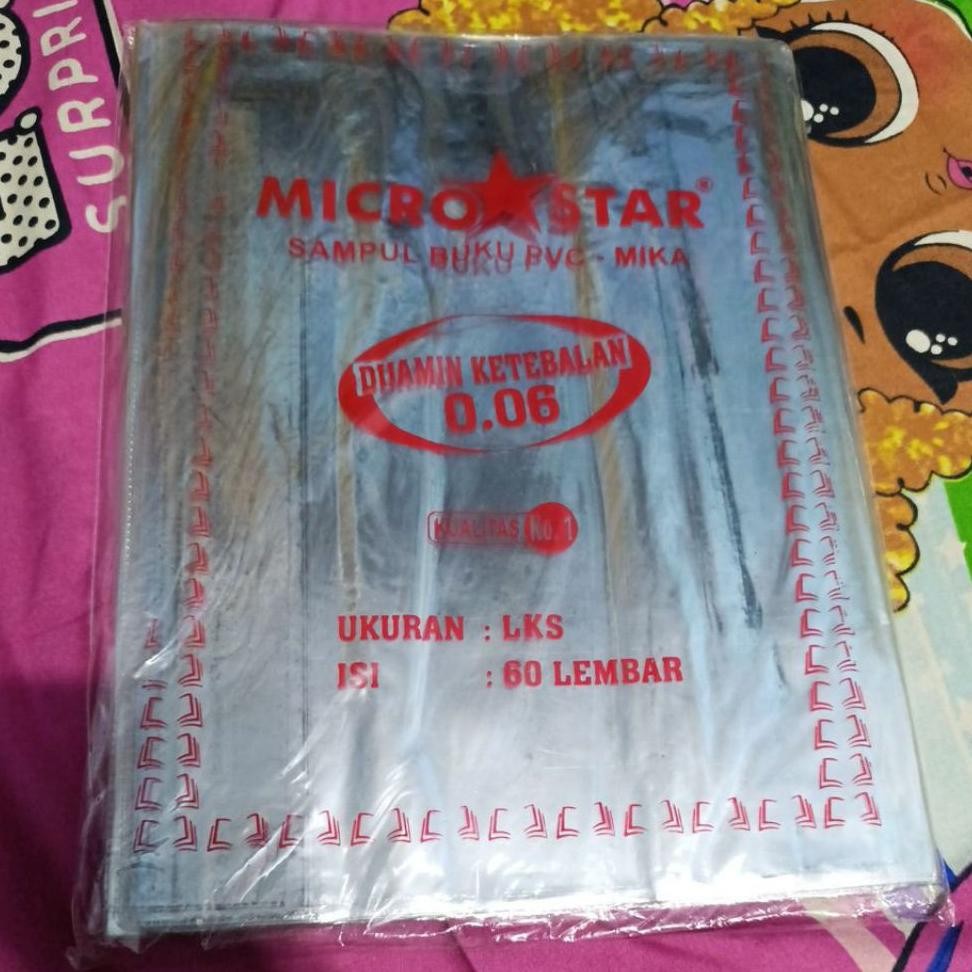 SURPRI
MICRO STAR®
SAMPUL BUKU PVC - MIKA
DIJAMIN KETEBALAN
0.06
KUALITAS No. 1
UKURAN : LKS
ISI : 60 LEMBAR